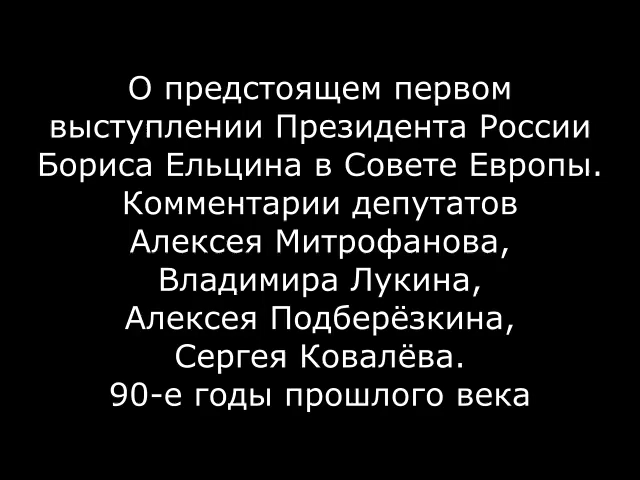 О предстоящем первом
выступлении Президента России
Бориса Ельцина в Совете Европы.
Комментарии депутатов
Алексея Митрофанова,
Владимира Лукина,
Алексея Подберёзкина,
Сергея Ковалёва.
90-е годы прошлого века